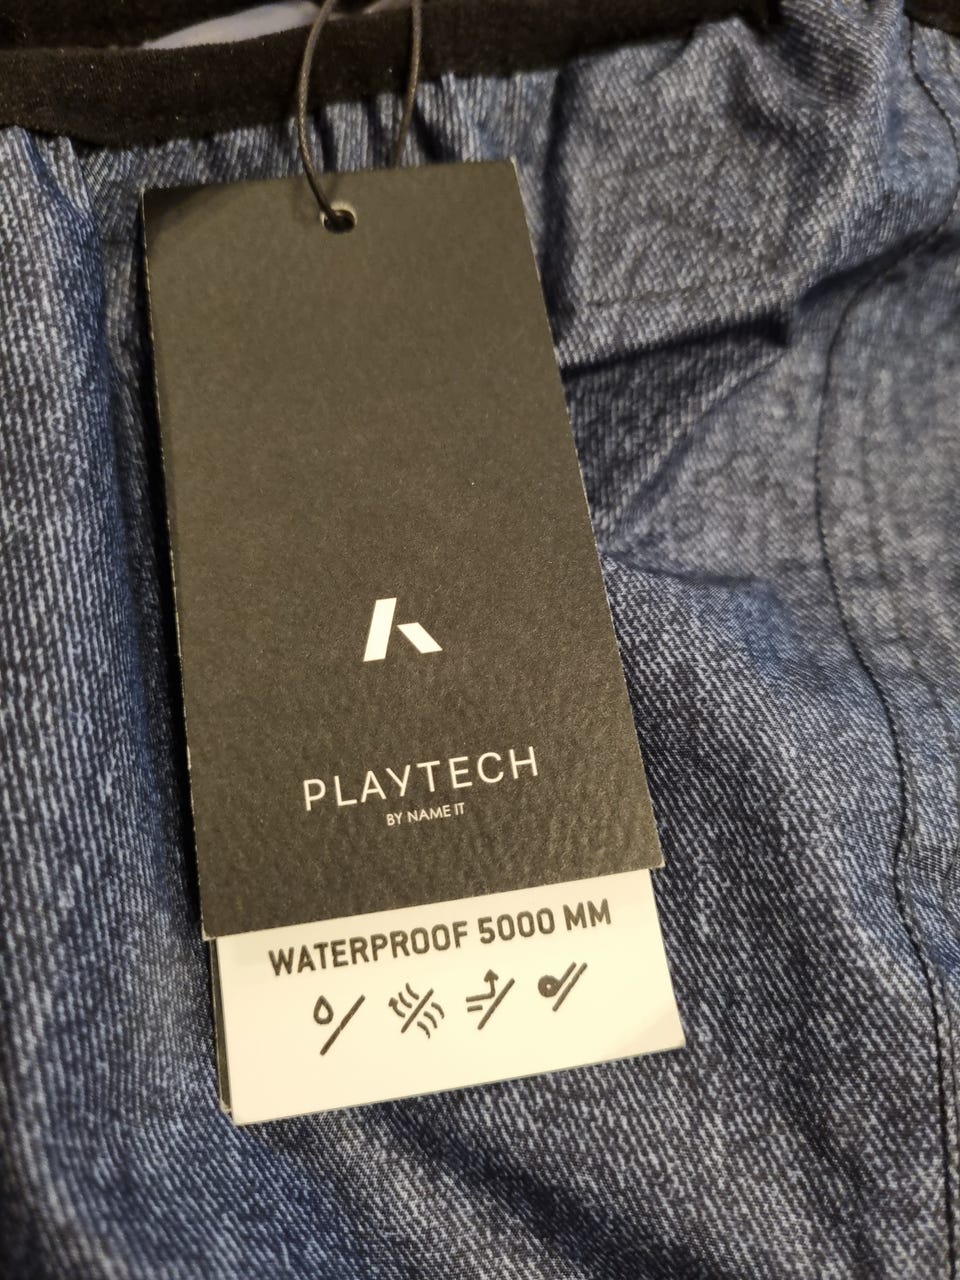 PLAYTECH
BY NAME IT
WATERPROOF 5000 MM